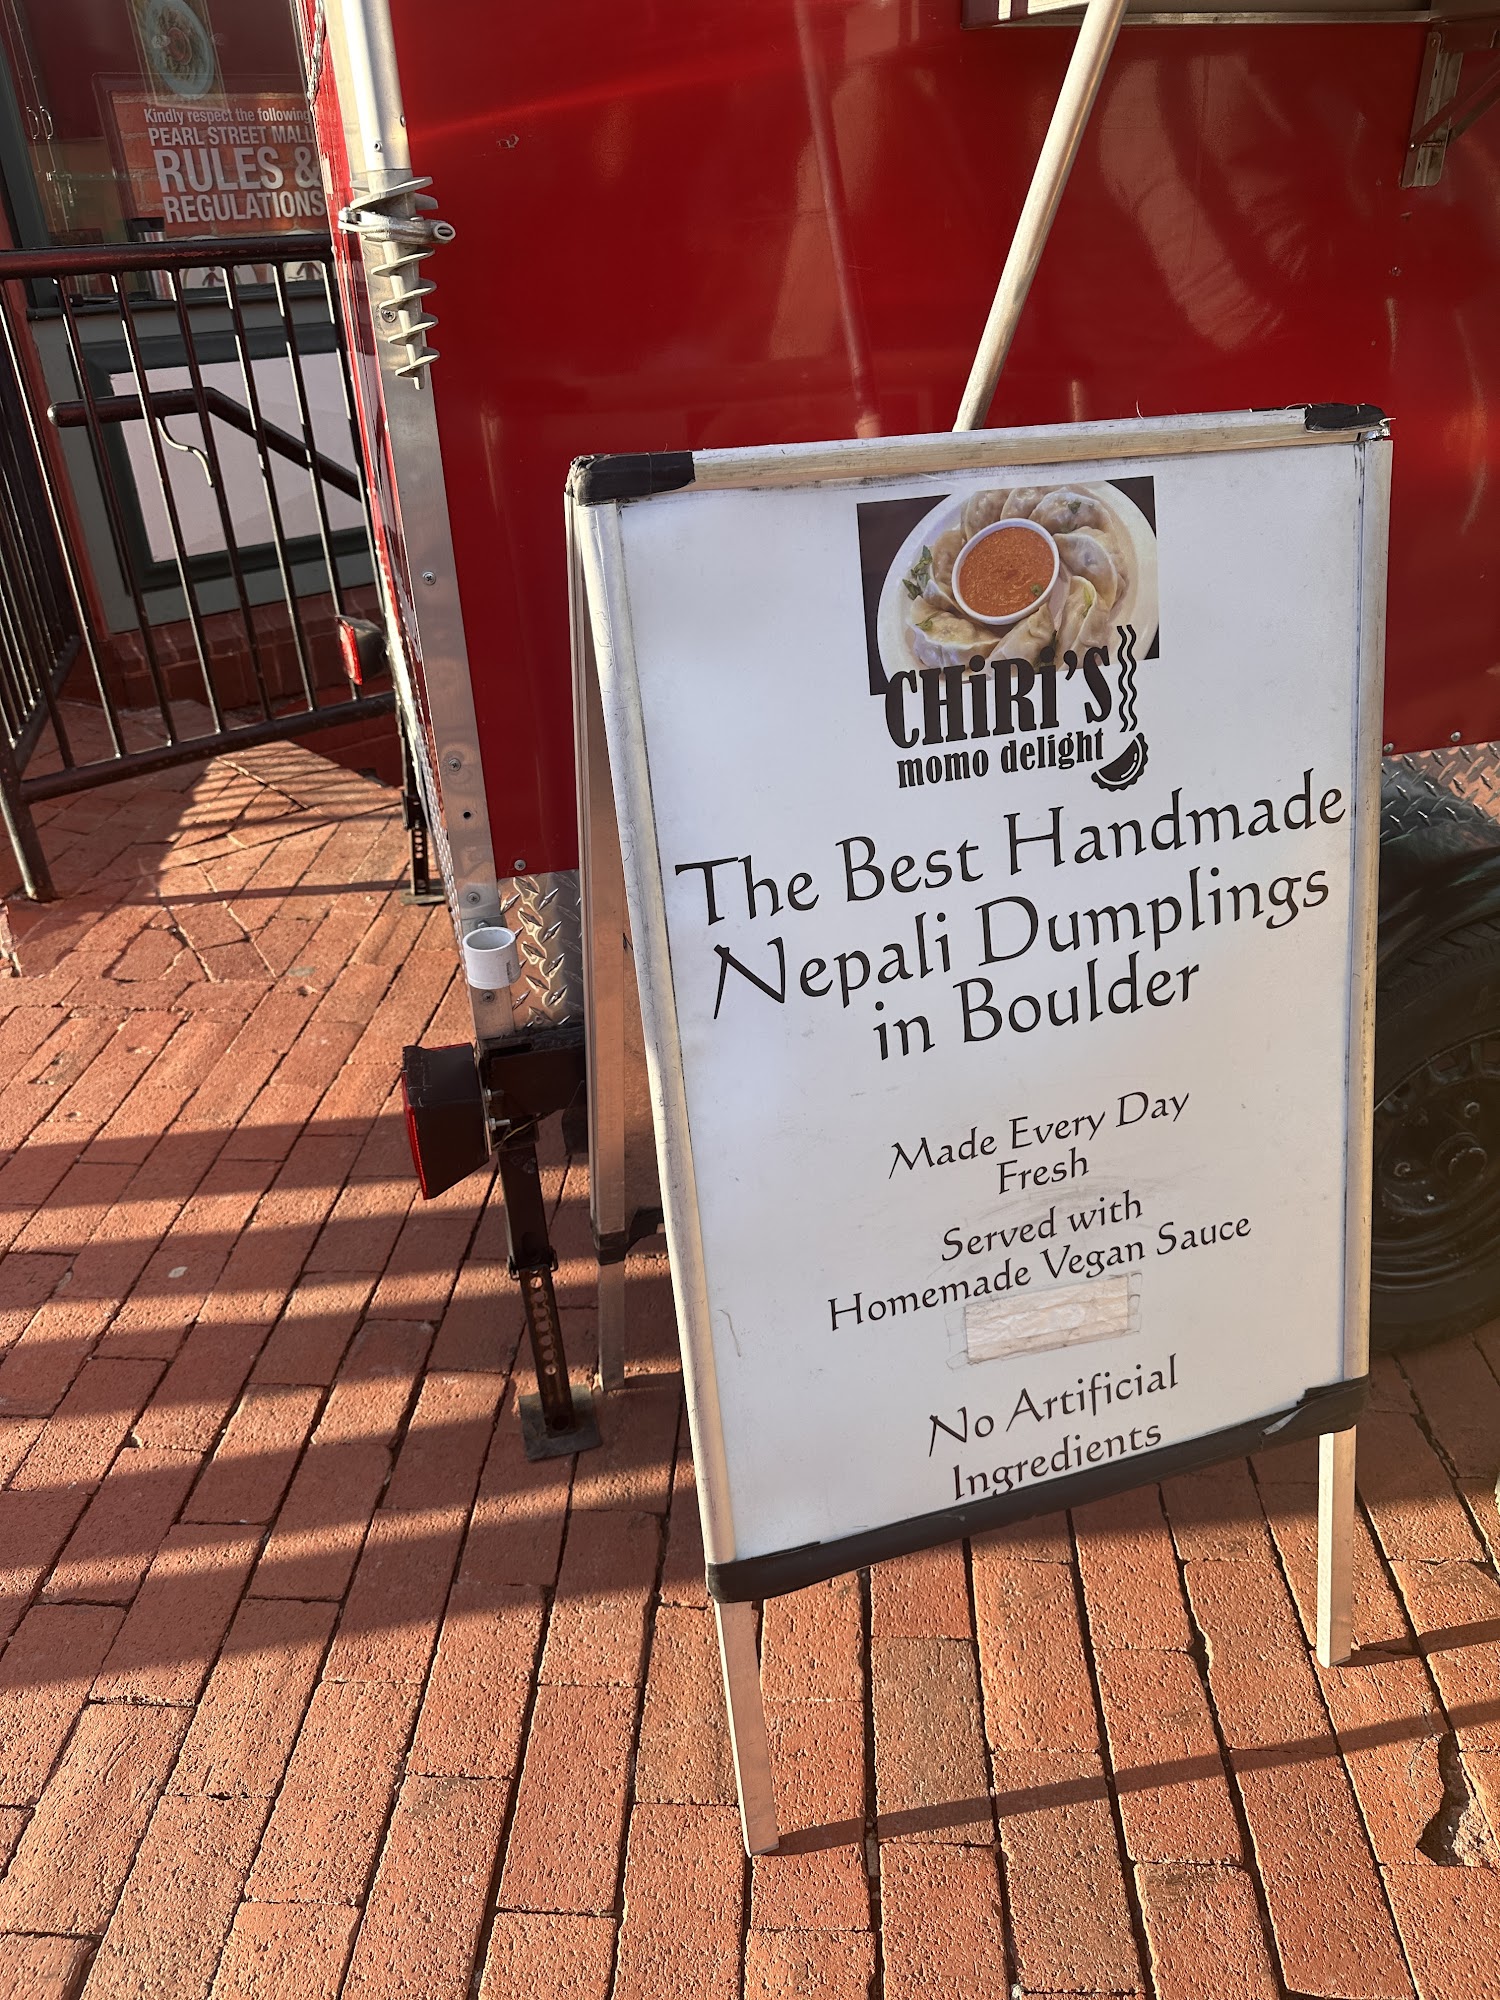 Kindly respect the following
PEARL STREET MALL
RULES &
REGULATIONS
CHiRi'S
momo delight
The Best Handmade
Nepali Dumplings
in Boulder
Made Every Day
Fresh
Served with
Homemade Vegan Sauce
No Artificial
Ingredients